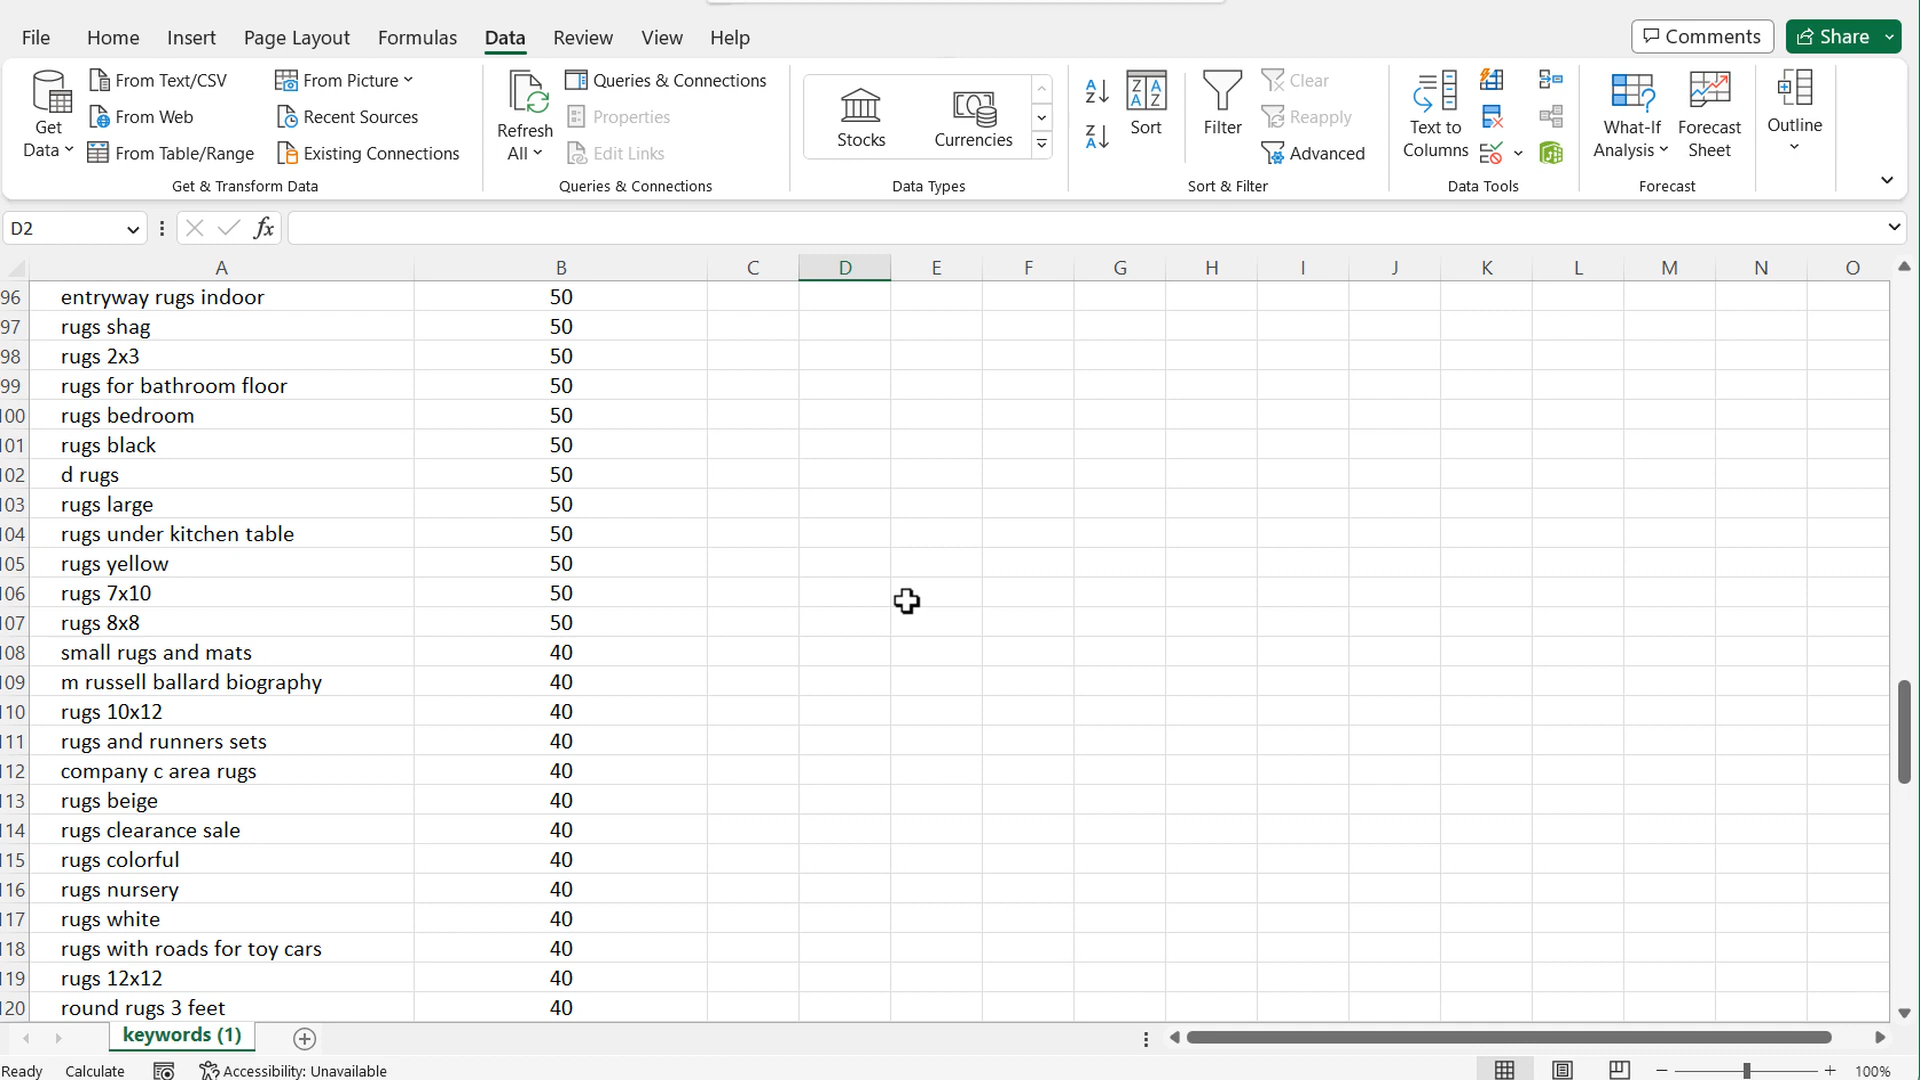 File Home Insert Page Layout Formulas Data Review View Help Comments Share
Get Data
From Text/CSV
From Web
From Table/Range
From Picture
Recent Sources
Existing Connections
Get & Transform Data
Refresh All
Queries & Connections
Properties
Edit Links
Queries & Connections
Stocks
Currencies
Data Types
Sort
Filter
Clear
Reapply
Advanced
Sort & Filter
Text to Columns
Data Tools
What-If Analysis
Forecast Sheet
Forecast
Outline
D2 fx
A B C D E F G H I J K L M N O
96 entryway rugs indoor 50
97 rugs shag 50
98 rugs 2x3 50
99 rugs for bathroom floor 50
100 rugs bedroom 50
101 rugs black 50
102 d rugs 50
103 rugs large 50
104 rugs under kitchen table 50
105 rugs yellow 50
106 rugs 7x10 50
107 rugs 8x8 50
108 small rugs and mats 40
109 m russell ballard biography 40
110 rugs 10x12 40
111 rugs and runners sets 40
112 company c area rugs 40
113 rugs beige 40
114 rugs clearance sale 40
115 rugs colorful 40
116 rugs nursery 40
117 rugs white 40
118 rugs with roads for toy cars 40
119 rugs 12x12 40
120 round rugs 3 feet 40
keywords (1)
Ready Calculate Accessibility: Unavailable 100%